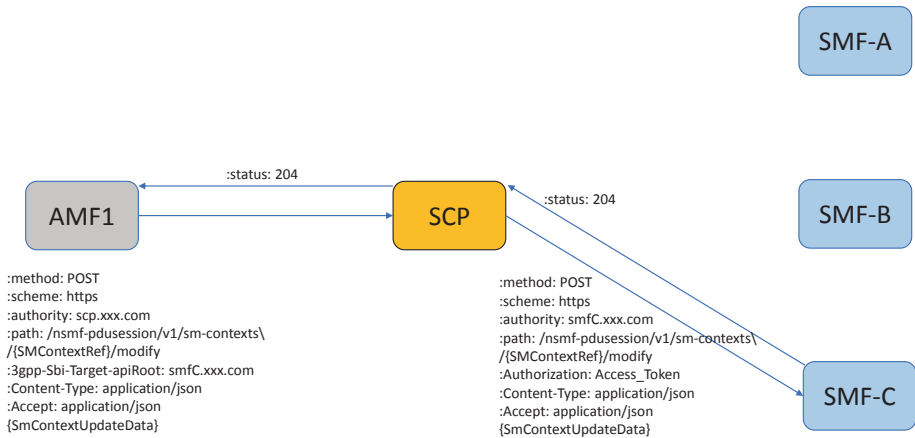 SMF-A
:status: 204
:status: 204
AMF1
SCP
SMF-B
:method: POST
:scheme: https
:authority: scp.xxx.com
:path: /nsmf-pdusession/v1/sm-contexts\
/{SMContextRef}/modify
:3gpp-Sbi-Target-apiRoot: smfC.xxx.com
:Content-Type: application/json
:Accept: application/json
{SmContextUpdateData}
:method: POST
:scheme: https
:authority: smfC.xxx.com
:path: /nsmf-pdusession/v1/sm-contexts\
/{SMContextRef}/modify
:Authorization: Access_Token
:Content-Type: application/json
:Accept: application/json
{SmContextUpdateData}
SMF-C